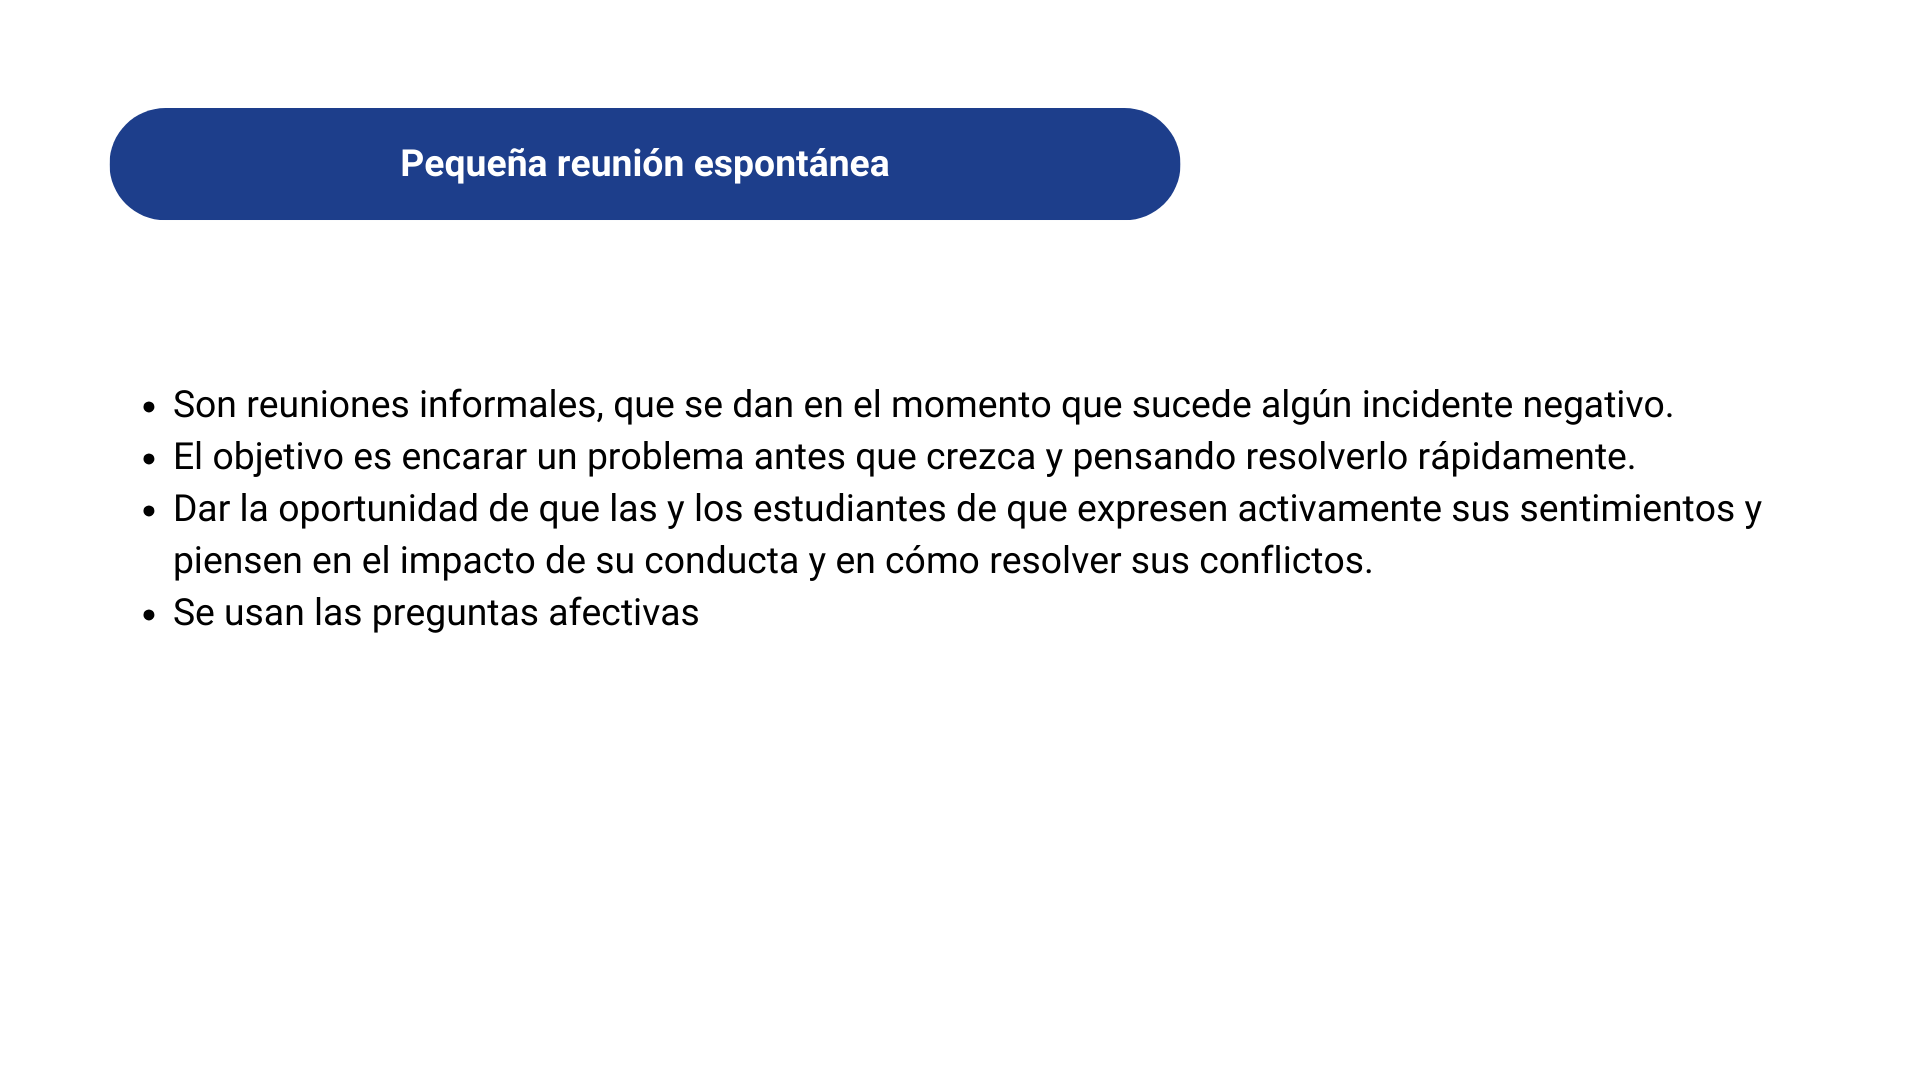 Pequeña reunión espontánea
• Son reuniones informales, que se dan en el momento que sucede algún incidente negativo.
• El objetivo es encarar un problema antes que crezca y pensando resolverlo rápidamente.
• Dar la oportunidad de que las y los estudiantes de que expresen activamente sus sentimientos y
piensen en el impacto de su conducta y en cómo resolver sus conflictos.
• Se usan las preguntas afectivas